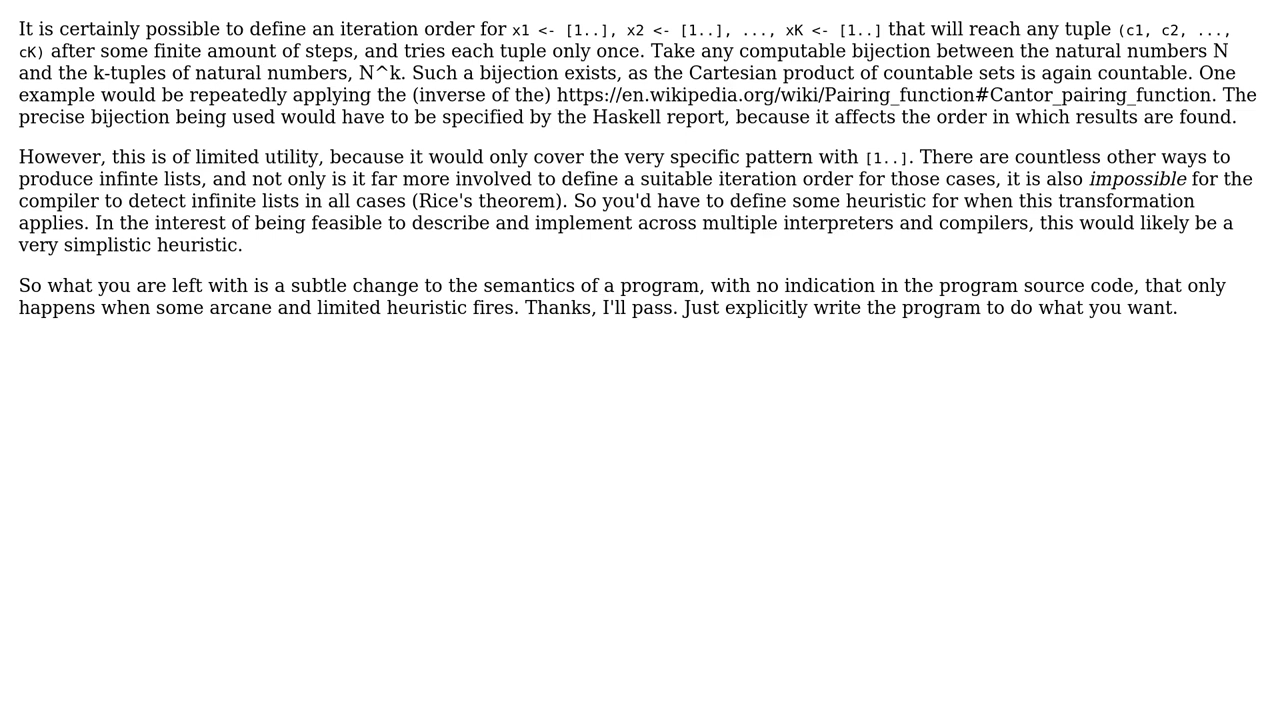 It is certainly possible to define an iteration order for x1 <- [1..], x2 <- [1..], ..., xK <- [1..] that will reach any tuple (c1, c2, ...,
cK) after some finite amount of steps, and tries each tuple only once. Take any computable bijection between the natural numbers N
and the k-tuples of natural numbers, N^k. Such a bijection exists, as the Cartesian product of countable sets is again countable. One
example would be repeatedly applying the (inverse of the) https://en.wikipedia.org/wiki/Pairing_function#Cantor_pairing_function. The
precise bijection being used would have to be specified by the Haskell report, because it affects the order in which results are found.
However, this is of limited utility, because it would only cover the very specific pattern with [1..]. There are countless other ways to
produce infinte lists, and not only is it far more involved to define a suitable iteration order for those cases, it is also impossible for the
compiler to detect infinite lists in all cases (Rice's theorem). So you'd have to define some heuristic for when this transformation
applies. In the interest of being feasible to describe and implement across multiple interpreters and compilers, this would likely be a
very simplistic heuristic.
So what you are left with is a subtle change to the semantics of a program, with no indication in the program source code, that only
happens when some arcane and limited heuristic fires. Thanks, I'll pass. Just explicitly write the program to do what you want.